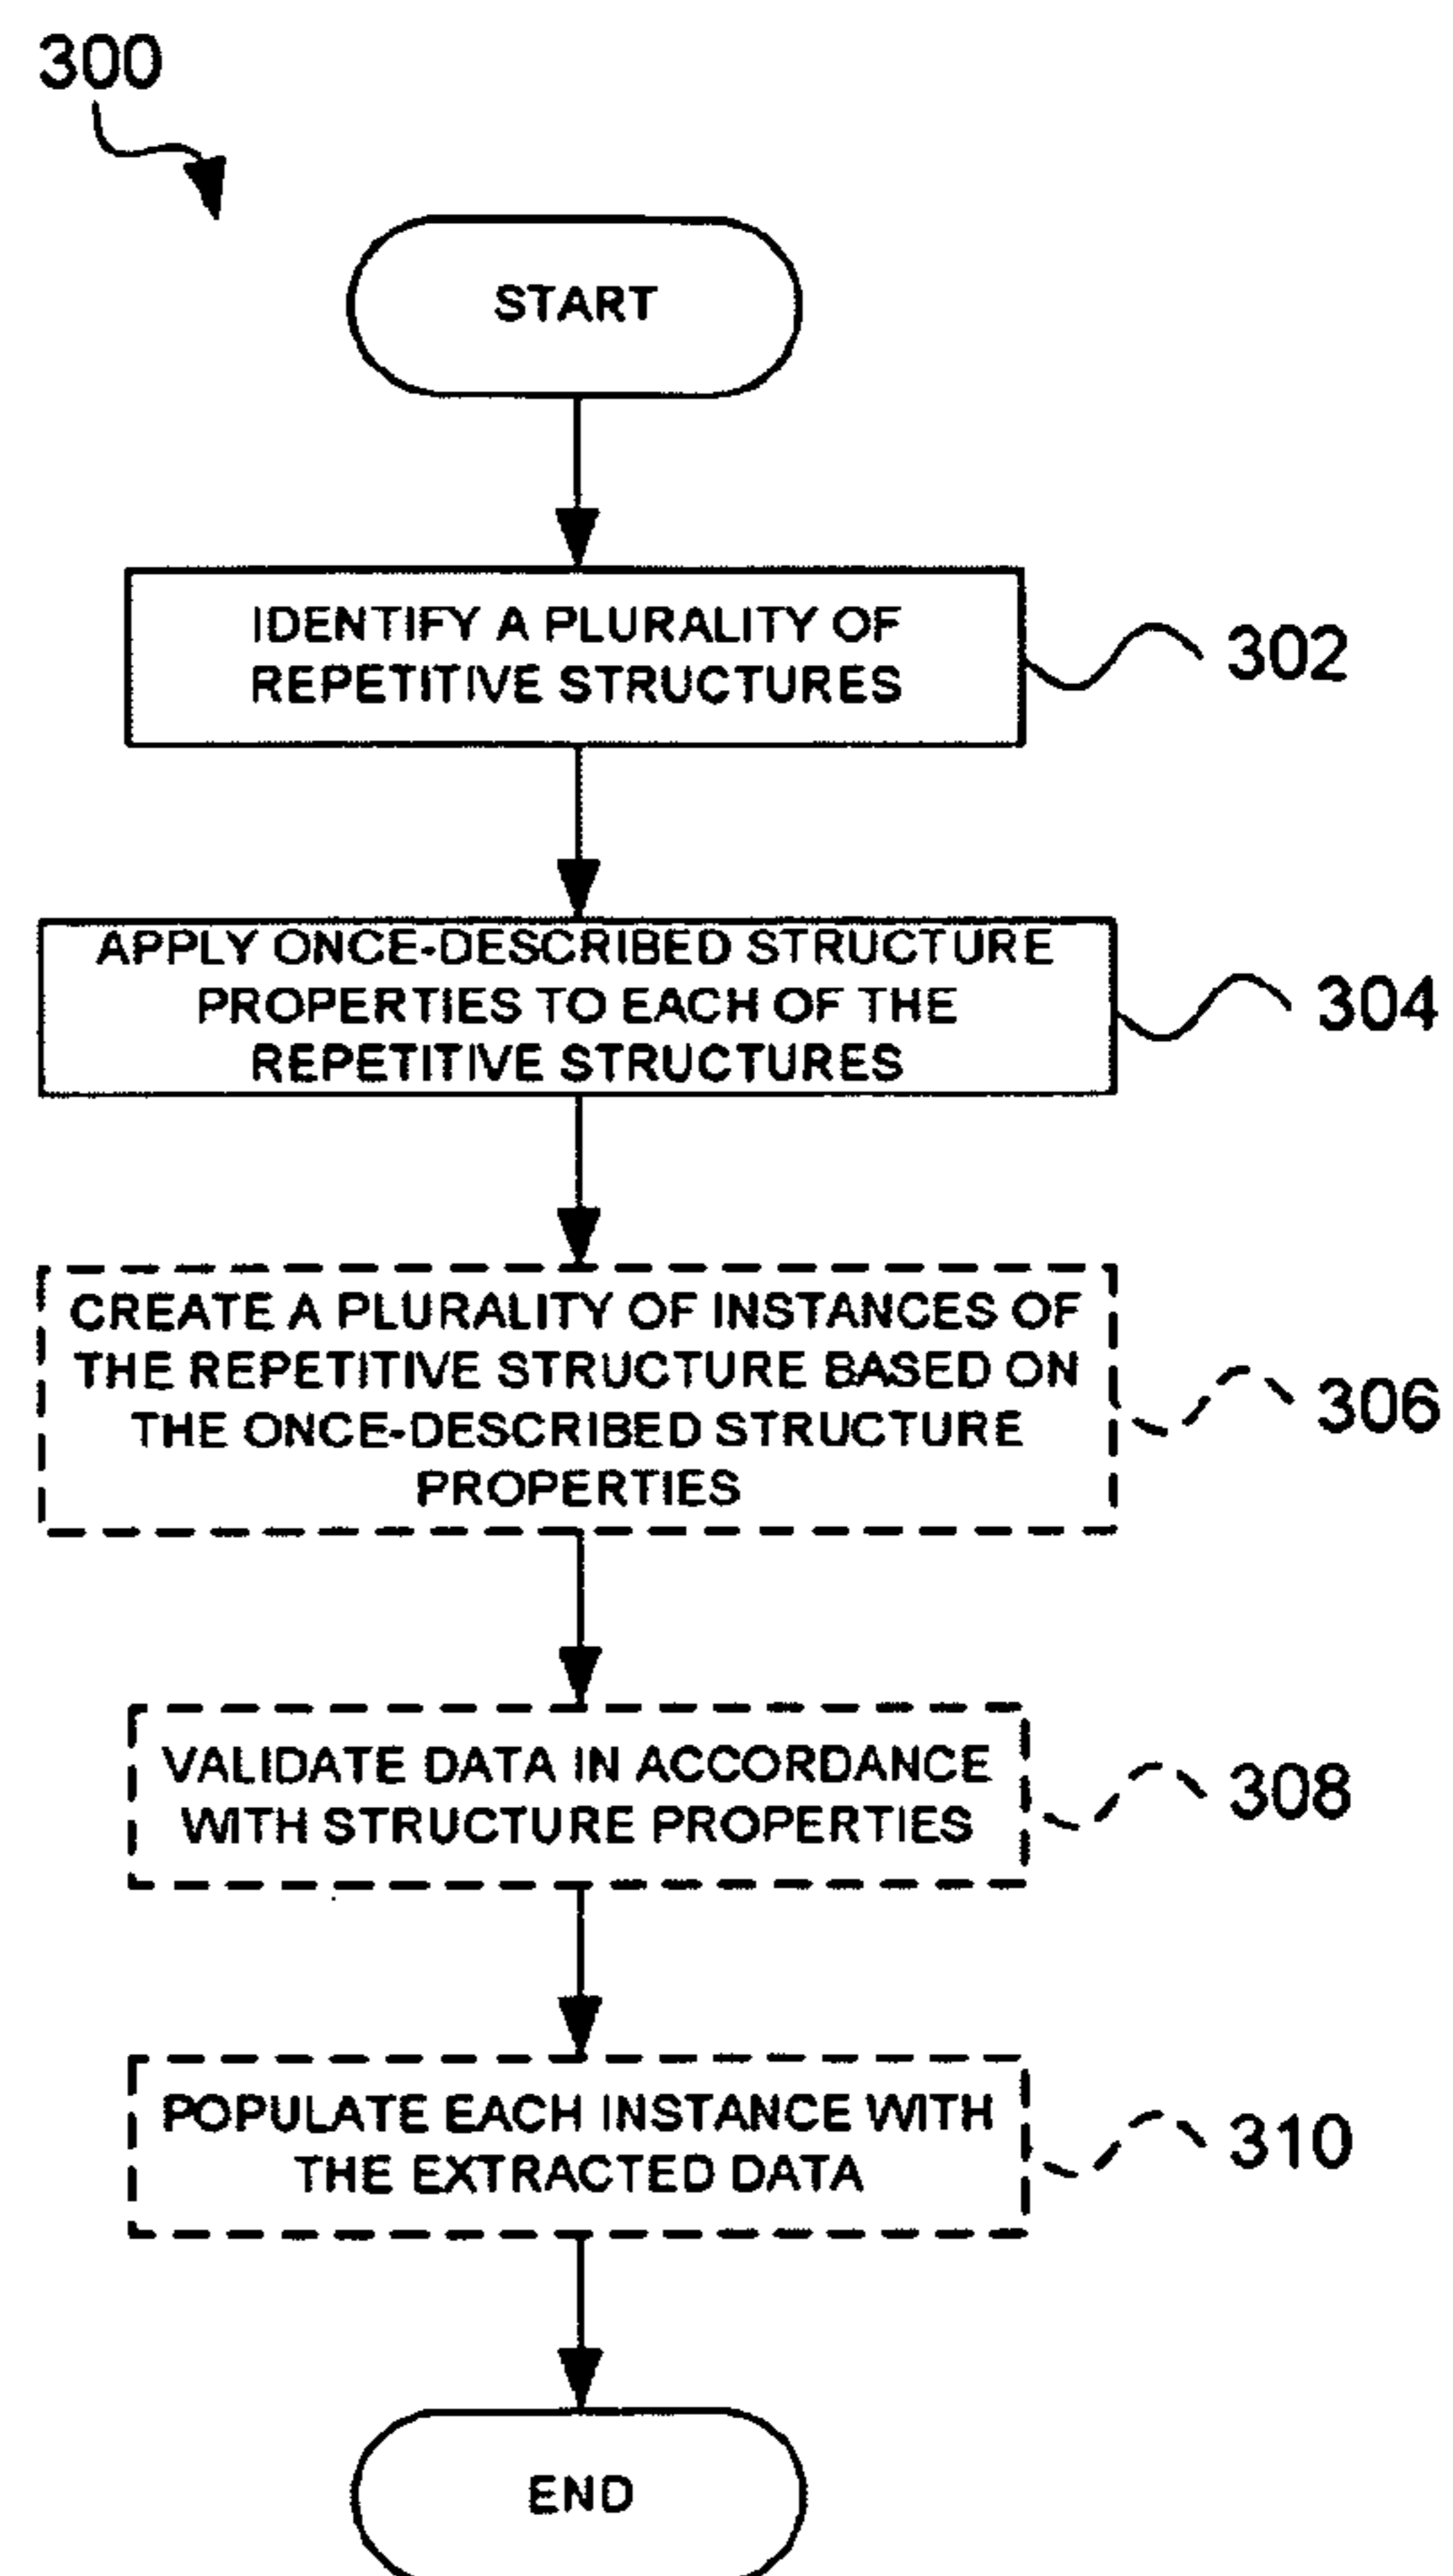 300
START
IDENTIFY A PLURALITY OF
REPETITIVE STRUCTURES
302
APPLY ONCE-DESCRIBED STRUCTURE
PROPERTIES TO EACH OF THE
REPETITIVE STRUCTURES
304
CREATE A PLURALITY OF INSTANCES OF
THE REPETITIVE STRUCTURE BASED ON
THE ONCE-DESCRIBED STRUCTURE
PROPERTIES
306
VALIDATE DATA IN ACCORDANCE
WITH STRUCTURE PROPERTIES
308
POPULATE EACH INSTANCE WITH
THE EXTRACTED DATA
310
END